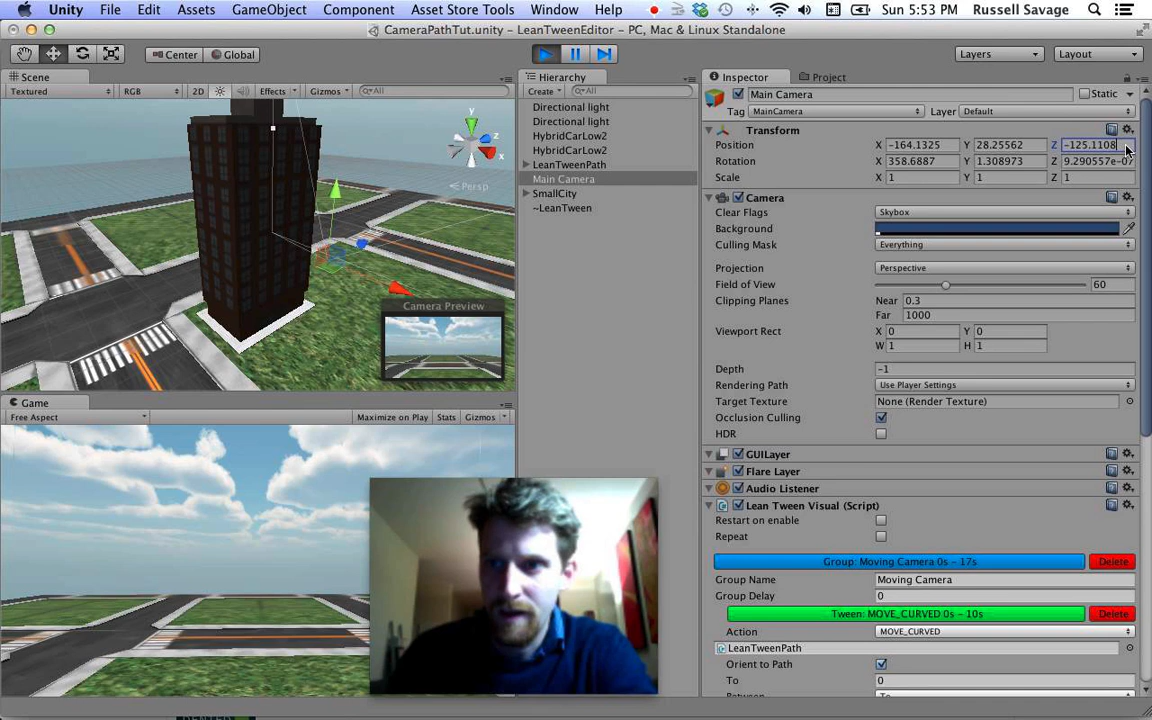 Unity File Edit Assets GameObject Component Asset Store Tools Window Help Sun 5:53 PM Russell Savage
CameraPathTut.unity - LeanTweenEditor - PC, Mac & Linux Standalone
Center Global Layers Layout
Scene Hierarchy Inspector Project
Textured RGB 2D Effects Gizmos All Create All
Main Camera Static
Tag MainCamera Layer Default
Directional light
Directional light
HybridCarLow2
HybridCarLow2
LeanTweenPath
Main Camera
SmallCity
~LeanTween
y
x
Persp
Camera Preview
Transform
Position X -164.1325 Y 28.25562 Z -125.1108
Rotation X 358.6887 Y 1.308973 Z 9.290557e-07
Scale X 1 Y 1 Z 1
Camera
Clear Flags Skybox
Background
Culling Mask Everything
Projection Perspective
Field of View 60
Clipping Planes Near 0.3
Far 1000
Viewport Rect X 0 Y 0
W 1 H 1
Depth -1
Rendering Path Use Player Settings
Target Texture None (Render Texture)
Occlusion Culling
HDR
Game
Free Aspect Maximize on Play Stats Gizmos
GUILayer
Flare Layer
Audio Listener
Lean Tween Visual (Script)
Restart on enable
Repeat
Group: Moving Camera 0s - 17s Delete
Group Name Moving Camera
Group Delay 0
Tween: MOVE_CURVED 0s - 10s Delete
Action MOVE_CURVED
LeanTweenPath
Orient to Path
To 0
Between To